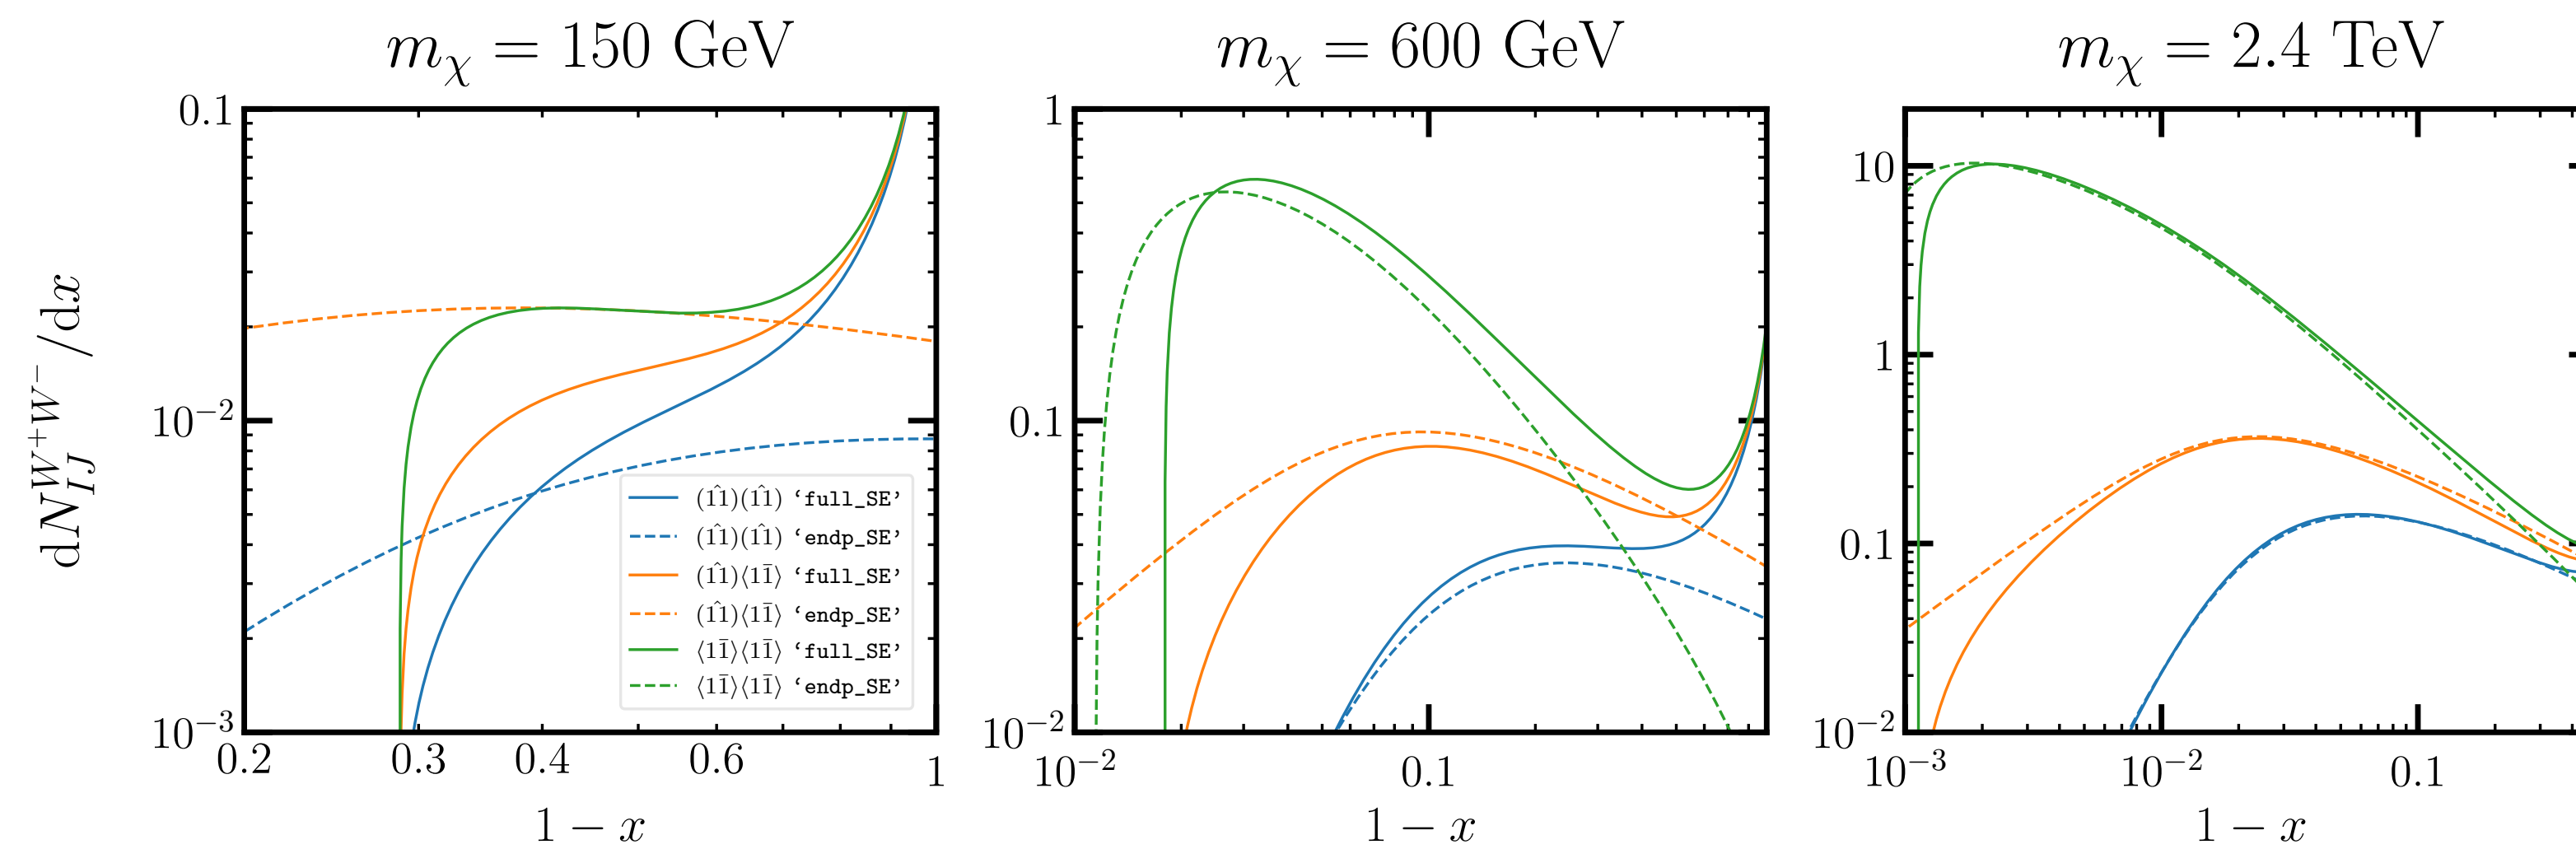 mχ = 150 GeV
mχ = 600 GeV
mχ = 2.4 TeV
dN_{IJ}^{W⁺W⁻}/dx
0.1
10⁻²
10⁻³
0.2 0.3 0.4 0.6 1
1 − x
(1̂1)(1̂1) ‘full_SE’
(1̂1)(1̂1) ‘endp_SE’
(1̂1)⟨11̄⟩ ‘full_SE’
(1̂1)⟨11̄⟩ ‘endp_SE’
⟨11̄⟩⟨11̄⟩ ‘full_SE’
⟨11̄⟩⟨11̄⟩ ‘endp_SE’
1
0.1
10⁻²
10⁻² 0.1
1 − x
10
1
0.1
10⁻²
10⁻³ 10⁻² 0.1
1 − x